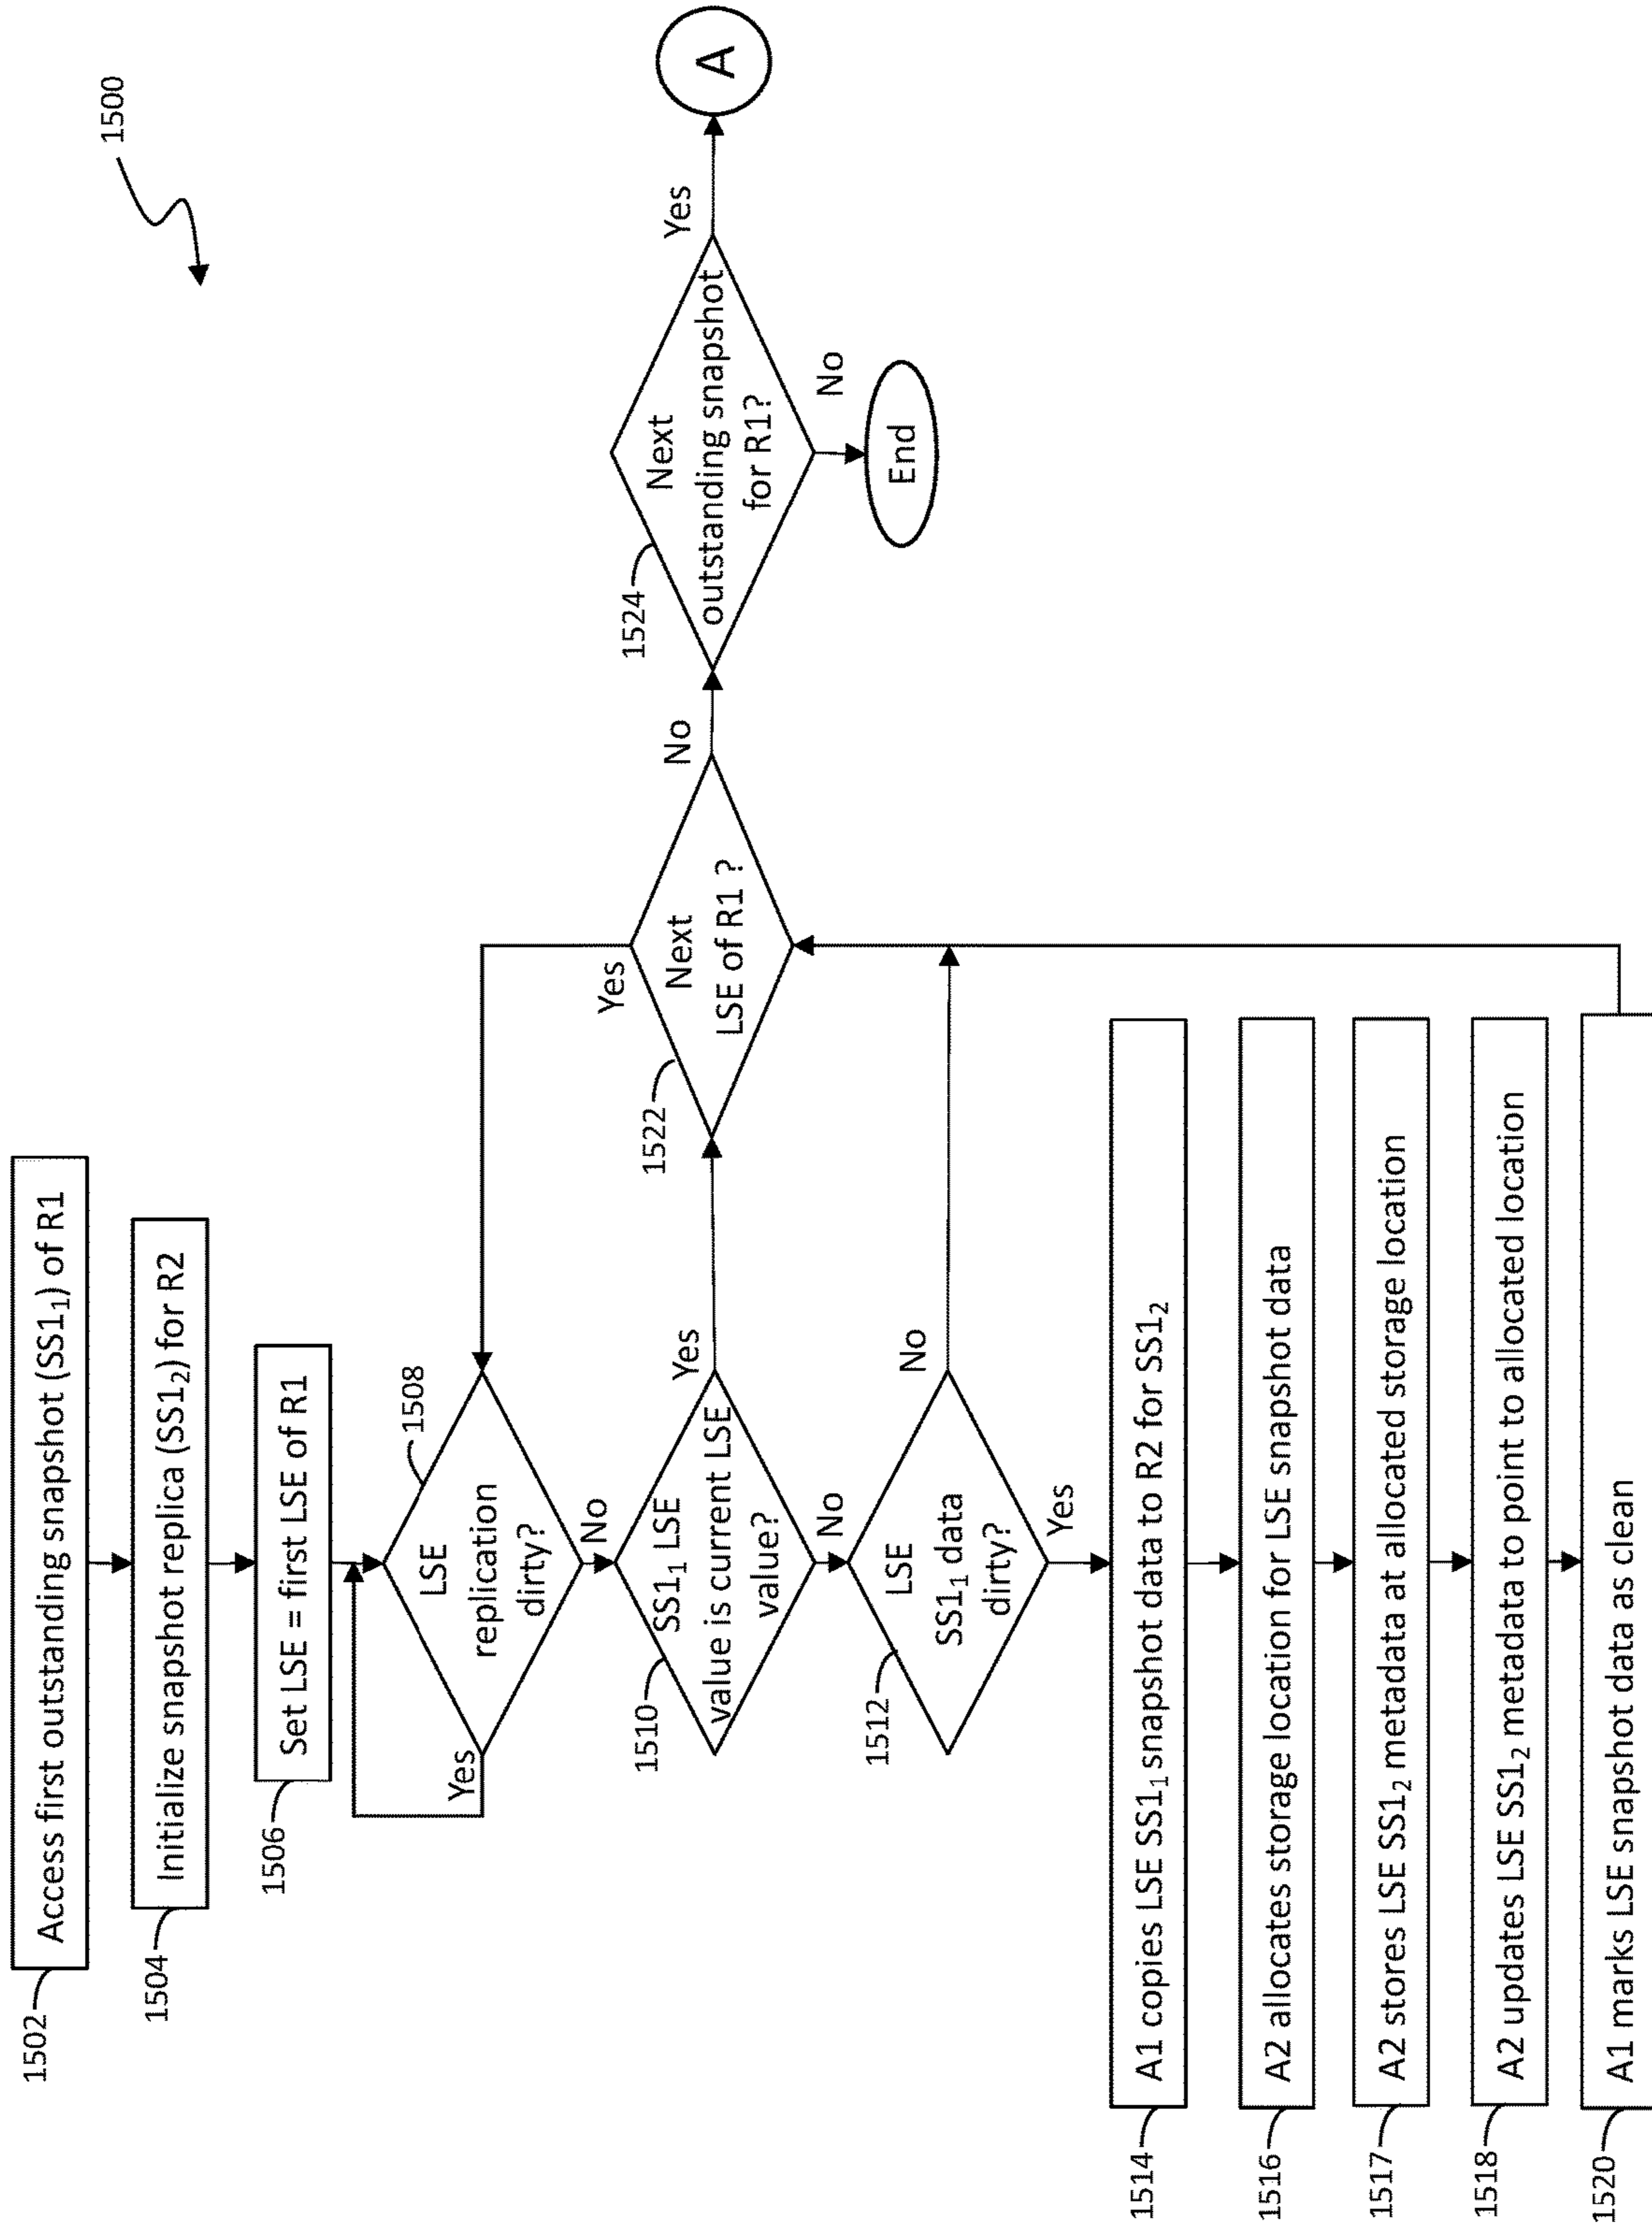 1500
1502
Access first outstanding snapshot (SS1₁) of R1
1504
Initialize snapshot replica (SS1₂) for R2
1506
Set LSE = first LSE of R1
1508
LSE
replication
dirty?
Yes
No
1510
SS1₁ LSE
value is current LSE
value?
Yes
No
1512
LSE
SS1₁ data
dirty?
No
Yes
1514
A1 copies LSE SS1₁ snapshot data to R2 for SS1₂
1516
A2 allocates storage location for LSE snapshot data
1517
A2 stores LSE SS1₂ metadata at allocated storage location
1518
A2 updates LSE SS1₂ metadata to point to allocated location
1520
A1 marks LSE snapshot data as clean
1522
Next
LSE of R1 ?
Yes
No
1524
Next
outstanding snapshot
for R1?
Yes
No
End
A